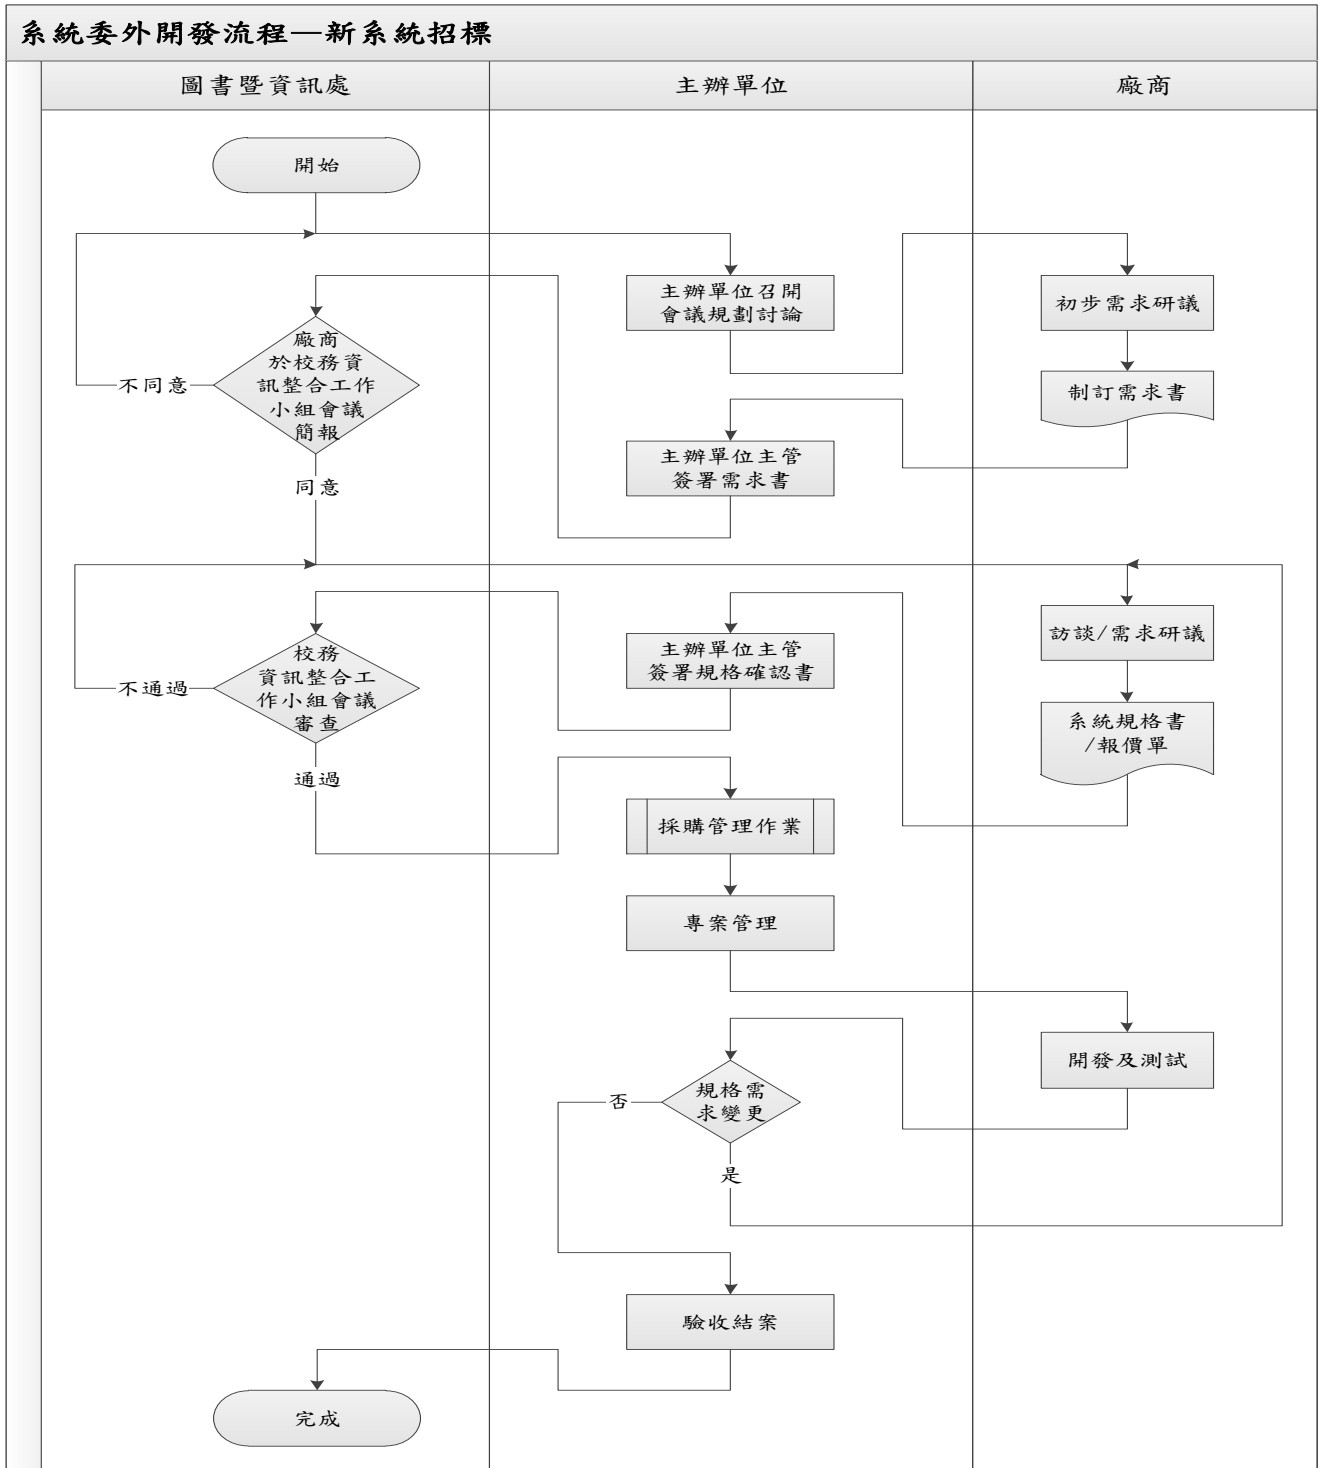 系統委外開發流程—新系統招標
圖書暨資訊處
主辦單位
廠商
開始
主辦單位召開
會議規劃討論
初步需求研議
廠商
於校務資
訊整合工作
小組會議
簡報
不同意
制訂需求書
主辦單位主管
簽署需求書
同意
訪談/需求研議
主辦單位主管
簽署規格確認書
校務
資訊整合工
作小組會議
審查
不通過
系統規格書
/報價單
通過
採購管理作業
專案管理
開發及測試
規格需
求變更
否
是
驗收結案
完成